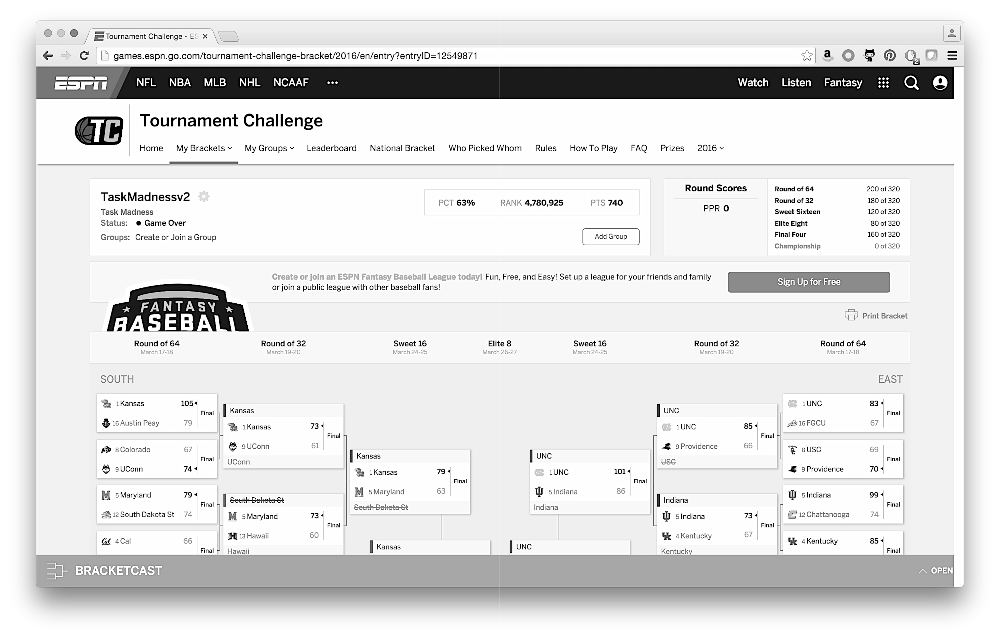 Tournament Challenge - ES
games.espn.go.com/tournament-challenge-bracket/2016/en/entry?entryID=12549871
2
ESPN NFL NBA MLB NHL NCAAF ••• Watch Listen Fantasy
TC
Tournament Challenge
Home My Brackets My Groups Leaderboard National Bracket Who Picked Whom Rules How To Play FAQ Prizes 2016
TaskMadnessv2
Task Madness
Status: ● Game Over
Groups: Create or Join a Group
PCT 63% RANK 4,780,925 PTS 740
Add Group
Round Scores
PPR 0
Round of 64 200 of 320
Round of 32 180 of 320
Sweet Sixteen 120 of 320
Elite Eight 80 of 320
Final Four 160 of 320
Championship 0 of 320
FANTASY
BASEBALL
Create or join an ESPN Fantasy Baseball League today! Fun, Free, and Easy! Set up a league for your friends and family
or join a public league with other baseball fans!
Sign Up for Free
Print Bracket
Round of 64 Round of 32 Sweet 16 Elite 8 Sweet 16 Round of 32 Round of 64
March 17-18 March 19-20 March 24-25 March 26-27 March 24-25 March 19-20 March 17-18
SOUTH
1 Kansas 105
Final
16 Austin Peay 79
8 Colorado 67
Final
9 UConn 74
5 Maryland 79
Final
12 South Dakota St 74
Cal 4 Cal 66
Final
Kansas
1 Kansas 73
Final
9 UConn 61
UConn
South Dakota St
5 Maryland 73
Final
13 Hawaii 60
Hawaii
Kansas
1 Kansas 79
Final
5 Maryland 63
South Dakota St
Kansas
UNC
1 UNC 101
Final
5 Indiana 86
Indiana
UNC
UNC
1 UNC 85
Final
9 Providence 66
USC
Indiana
5 Indiana 73
Final
4 Kentucky 67
Kentucky
EAST
1 UNC 83
Final
16 FGCU 67
8 USC 69
Final
9 Providence 70
5 Indiana 99
Final
12 Chattanooga 74
4 Kentucky 85
Final
BRACKETCAST
OPEN